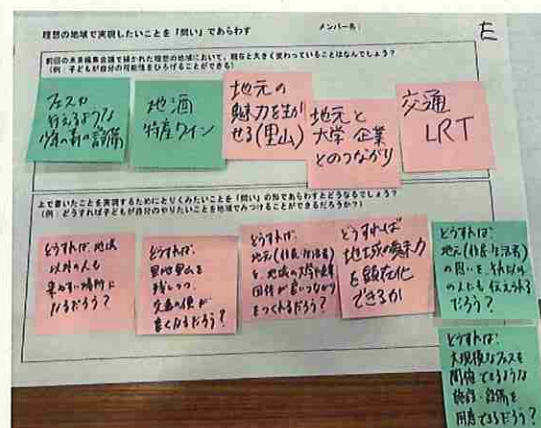 理想の地域で実現したいことを「問い」であらわす
メンバー名:
E
前回の未来編集会議で描かれた理想の地域において、現在と大きく変わっていることはなんでしょう?
(例:子どもが自分の可能性をひろげることができる)
フェスが
行えるような
設備
地酒
特産ワイン
地元の
魅力を生か
せる(里山)
地元と
大学 企業
とのつながり
交通
LRT
上で書いたことを実現するためにとりくみたいことを「問い」の形であらわすとどうなるでしょう?
(例:どうすれば子どもが自分のやりたいことを地域でみつけることができるだろうか?)
どうすれば、地域
以外の人も
来やすい場所に
なるだろう?
どうすれば
里地里山を
残しつつ、
交通の便が
良くなるだろう?
どうすれば
地元(住民・生活者)
と、地域の大学や企業
団体が良いつながり
をつくれるだろう?
どうすれば
地域の魅力
を顕在化
できるか
どうすれば
地元(住民・生活者)
の思いを、それ以外
の人にも伝えられる
だろう?
どうすれば
大規模なフェスを
開催できるような
施設・設備を
用意できるだろう?